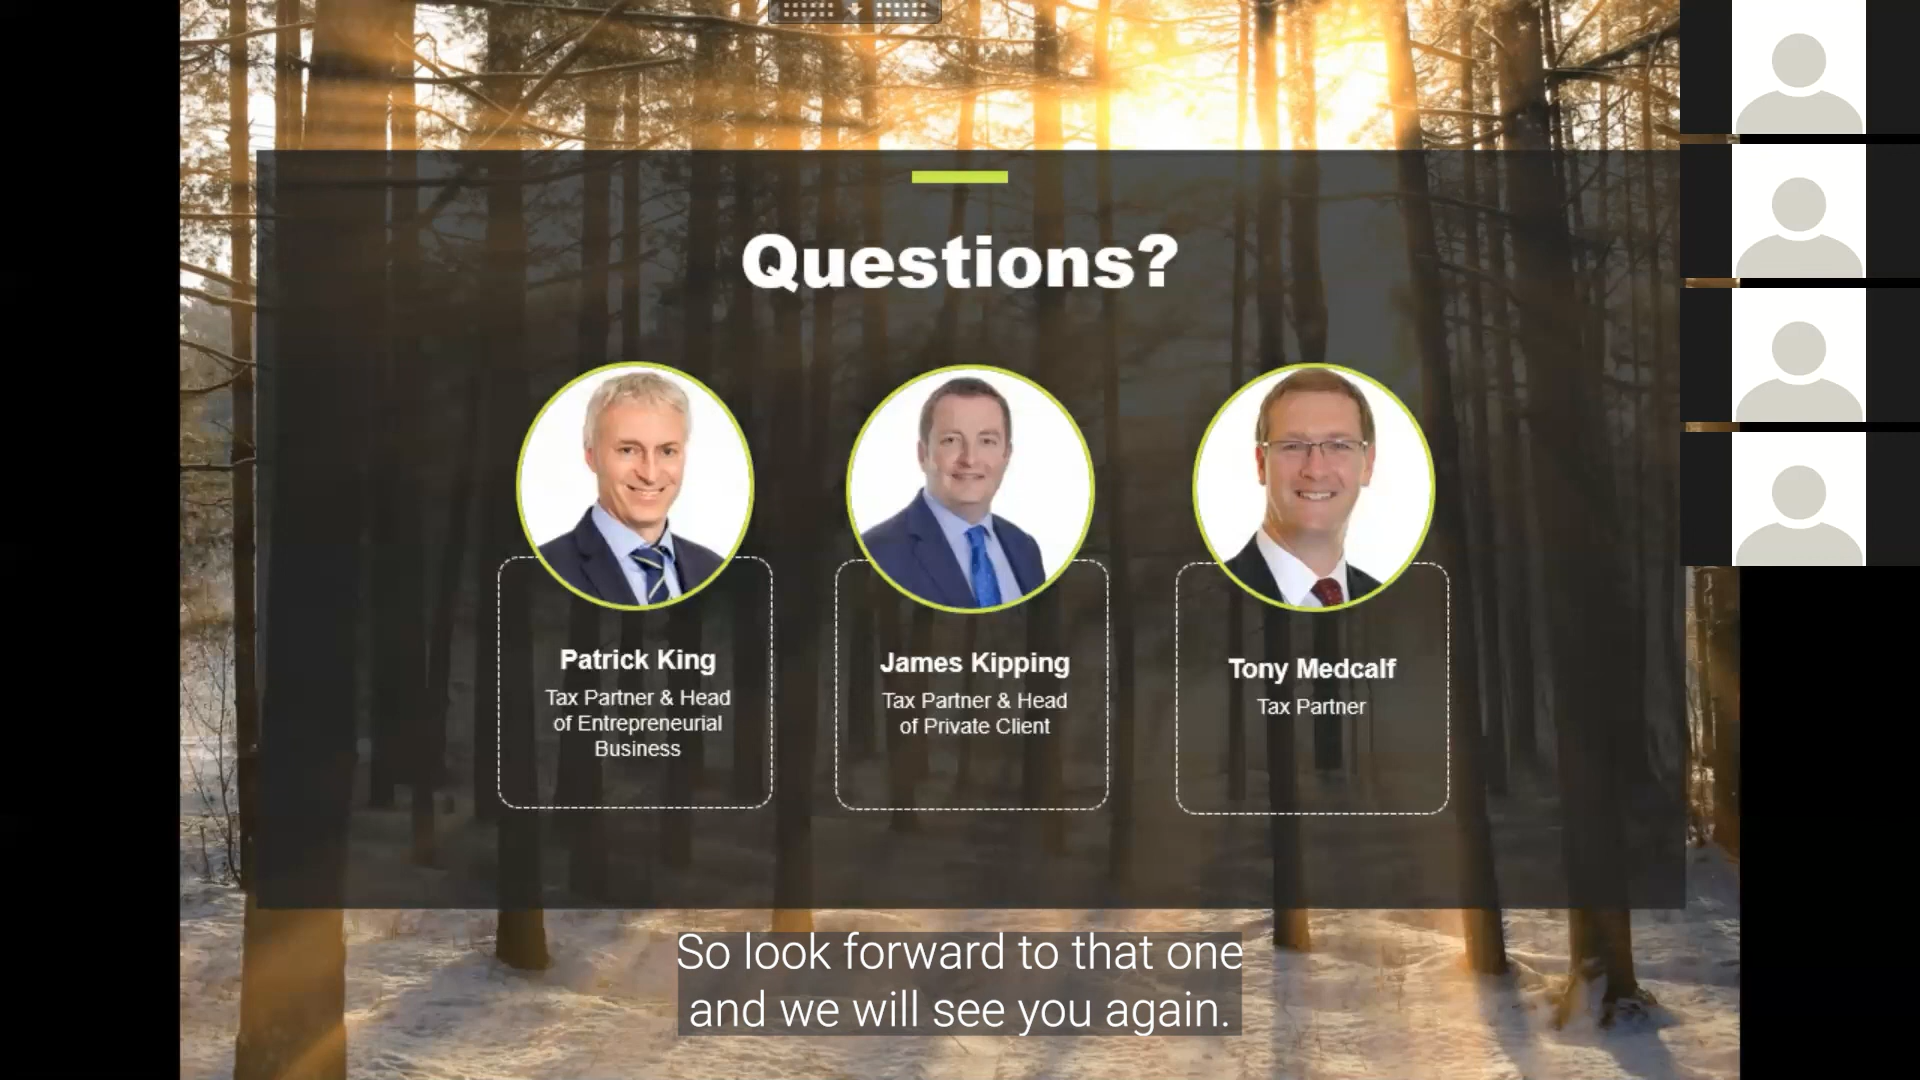 Questions?
Patrick King
Tax Partner & Head
of Entrepreneurial
Business
James Kipping
Tax Partner & Head
of Private Client
Tony Medcalf
Tax Partner
So look forward to that one
and we will see you again.